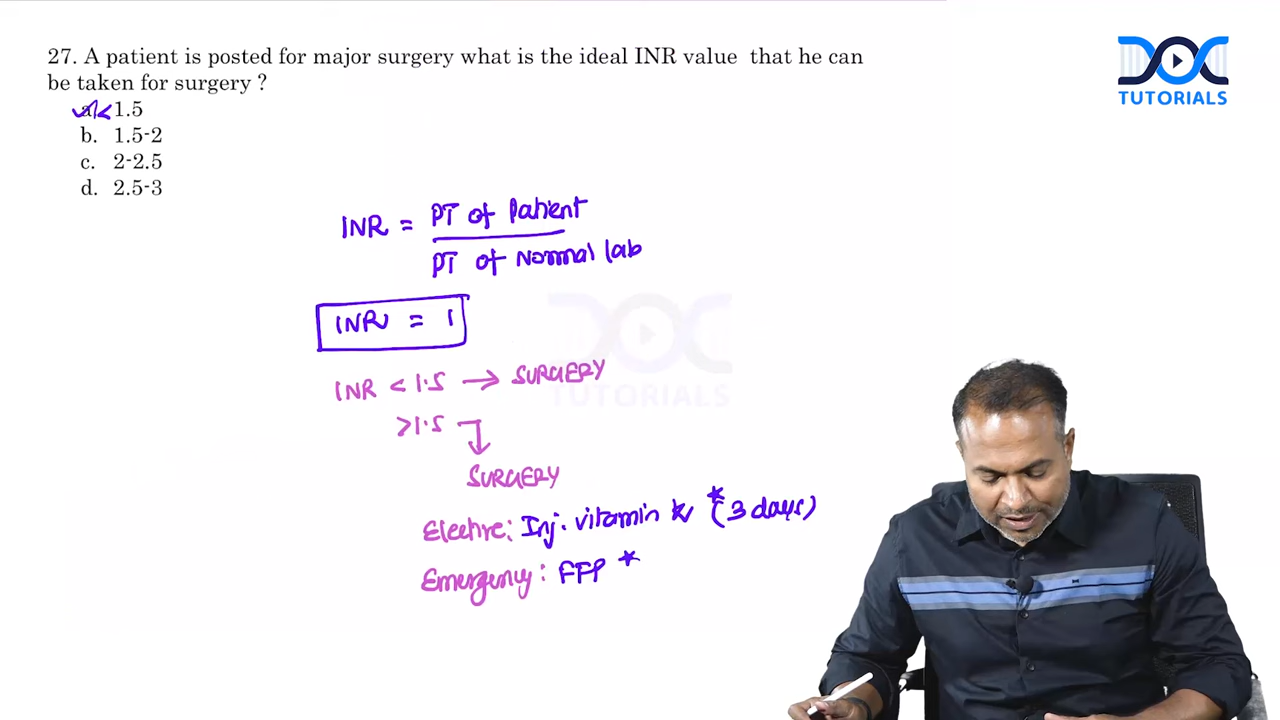 27. A patient is posted for major surgery what is the ideal INR value that he can
be taken for surgery ?
a. < 1.5
b. 1.5-2
c. 2-2.5
d. 2.5-3
DOC
TUTORIALS
INR = PT of Patient
PT of Normal lab
INR = 1
INR < 1.5 → SURGERY
TUTORIALS
>1.5
SURGERY
Elective: Inj. vitamin K * (3 days)
Emergency: FFP *